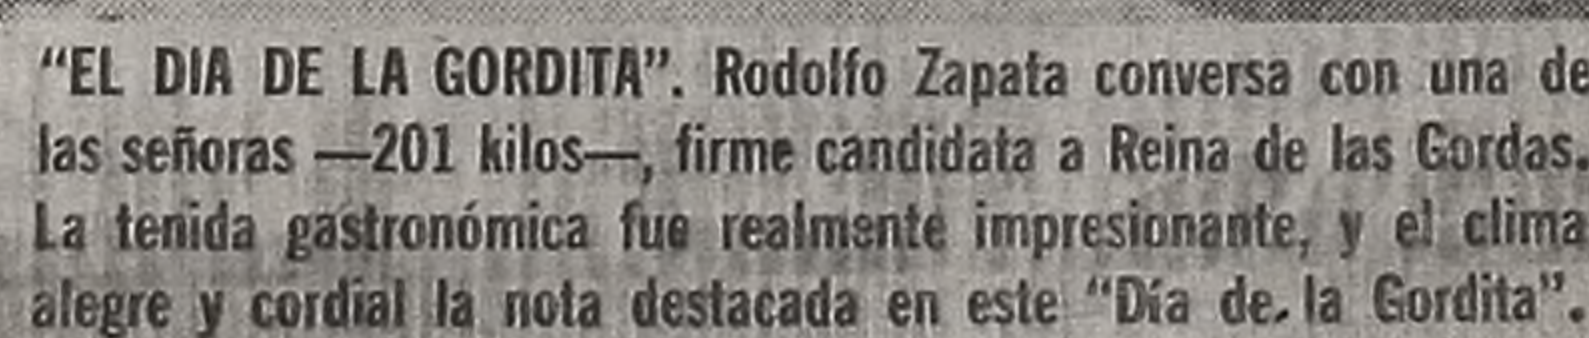 “EL DIA DE LA GORDITA”. Rodolfo Zapata conversa con una de
las señoras —201 kilos—, firme candidata a Reina de las Gordas.
La tenida gastronómica fue realmente impresionante, y el clima
alegre y cordial la nota destacada en este “Día de la Gordita”.